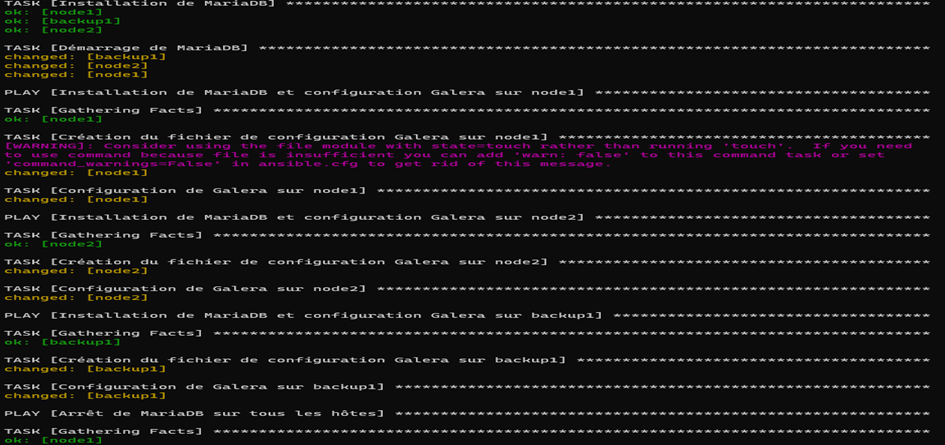 TASK [Installation de MariaDB] **************************************************************************
ok: [node1]
ok: [backup1]
ok: [node2]
TASK [Démarrage de MariaDB] **************************************************************************
changed: [backup1]
changed: [node2]
changed: [node1]
PLAY [Installation de MariaDB et configuration Galera sur node1] *************************************
TASK [Gathering Facts] *******************************************************************************
ok: [node1]
TASK [Création du fichier de configuration Galera sur node1] *****************************************
[WARNING]: Consider using the file module with state=touch rather than running 'touch'.  If you need
to use command because file is insufficient you can add 'warn: false' to this command task or set
'command_warnings=False' in ansible.cfg to get rid of this message.
changed: [node1]
TASK [Configuration de Galera sur node1] *************************************************************
changed: [node1]
PLAY [Installation de MariaDB et configuration Galera sur node2] *************************************
TASK [Gathering Facts] *******************************************************************************
ok: [node2]
TASK [Création du fichier de configuration Galera sur node2] *****************************************
changed: [node2]
TASK [Configuration de Galera sur node2] *************************************************************
changed: [node2]
PLAY [Installation de MariaDB et configuration Galera sur backup1] ***********************************
TASK [Gathering Facts] *******************************************************************************
ok: [backup1]
TASK [Création du fichier de configuration Galera sur backup1] ***************************************
changed: [backup1]
TASK [Configuration de Galera sur backup1] ***********************************************************
changed: [backup1]
PLAY [Arrêt de MariaDB sur tous les hôtes] ***********************************************************
TASK [Gathering Facts] *******************************************************************************
ok: [node1]